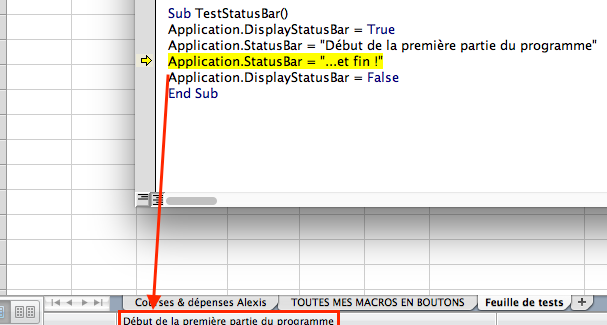 Sub TestStatusBar()
Application.DisplayStatusBar = True
Application.StatusBar = "Début de la première partie du programme"
Application.StatusBar = "...et fin !"
Application.DisplayStatusBar = False
End Sub
Courses & dépenses Alexis TOUTES MES MACROS EN BOUTONS Feuille de tests +
Début de la première partie du programme